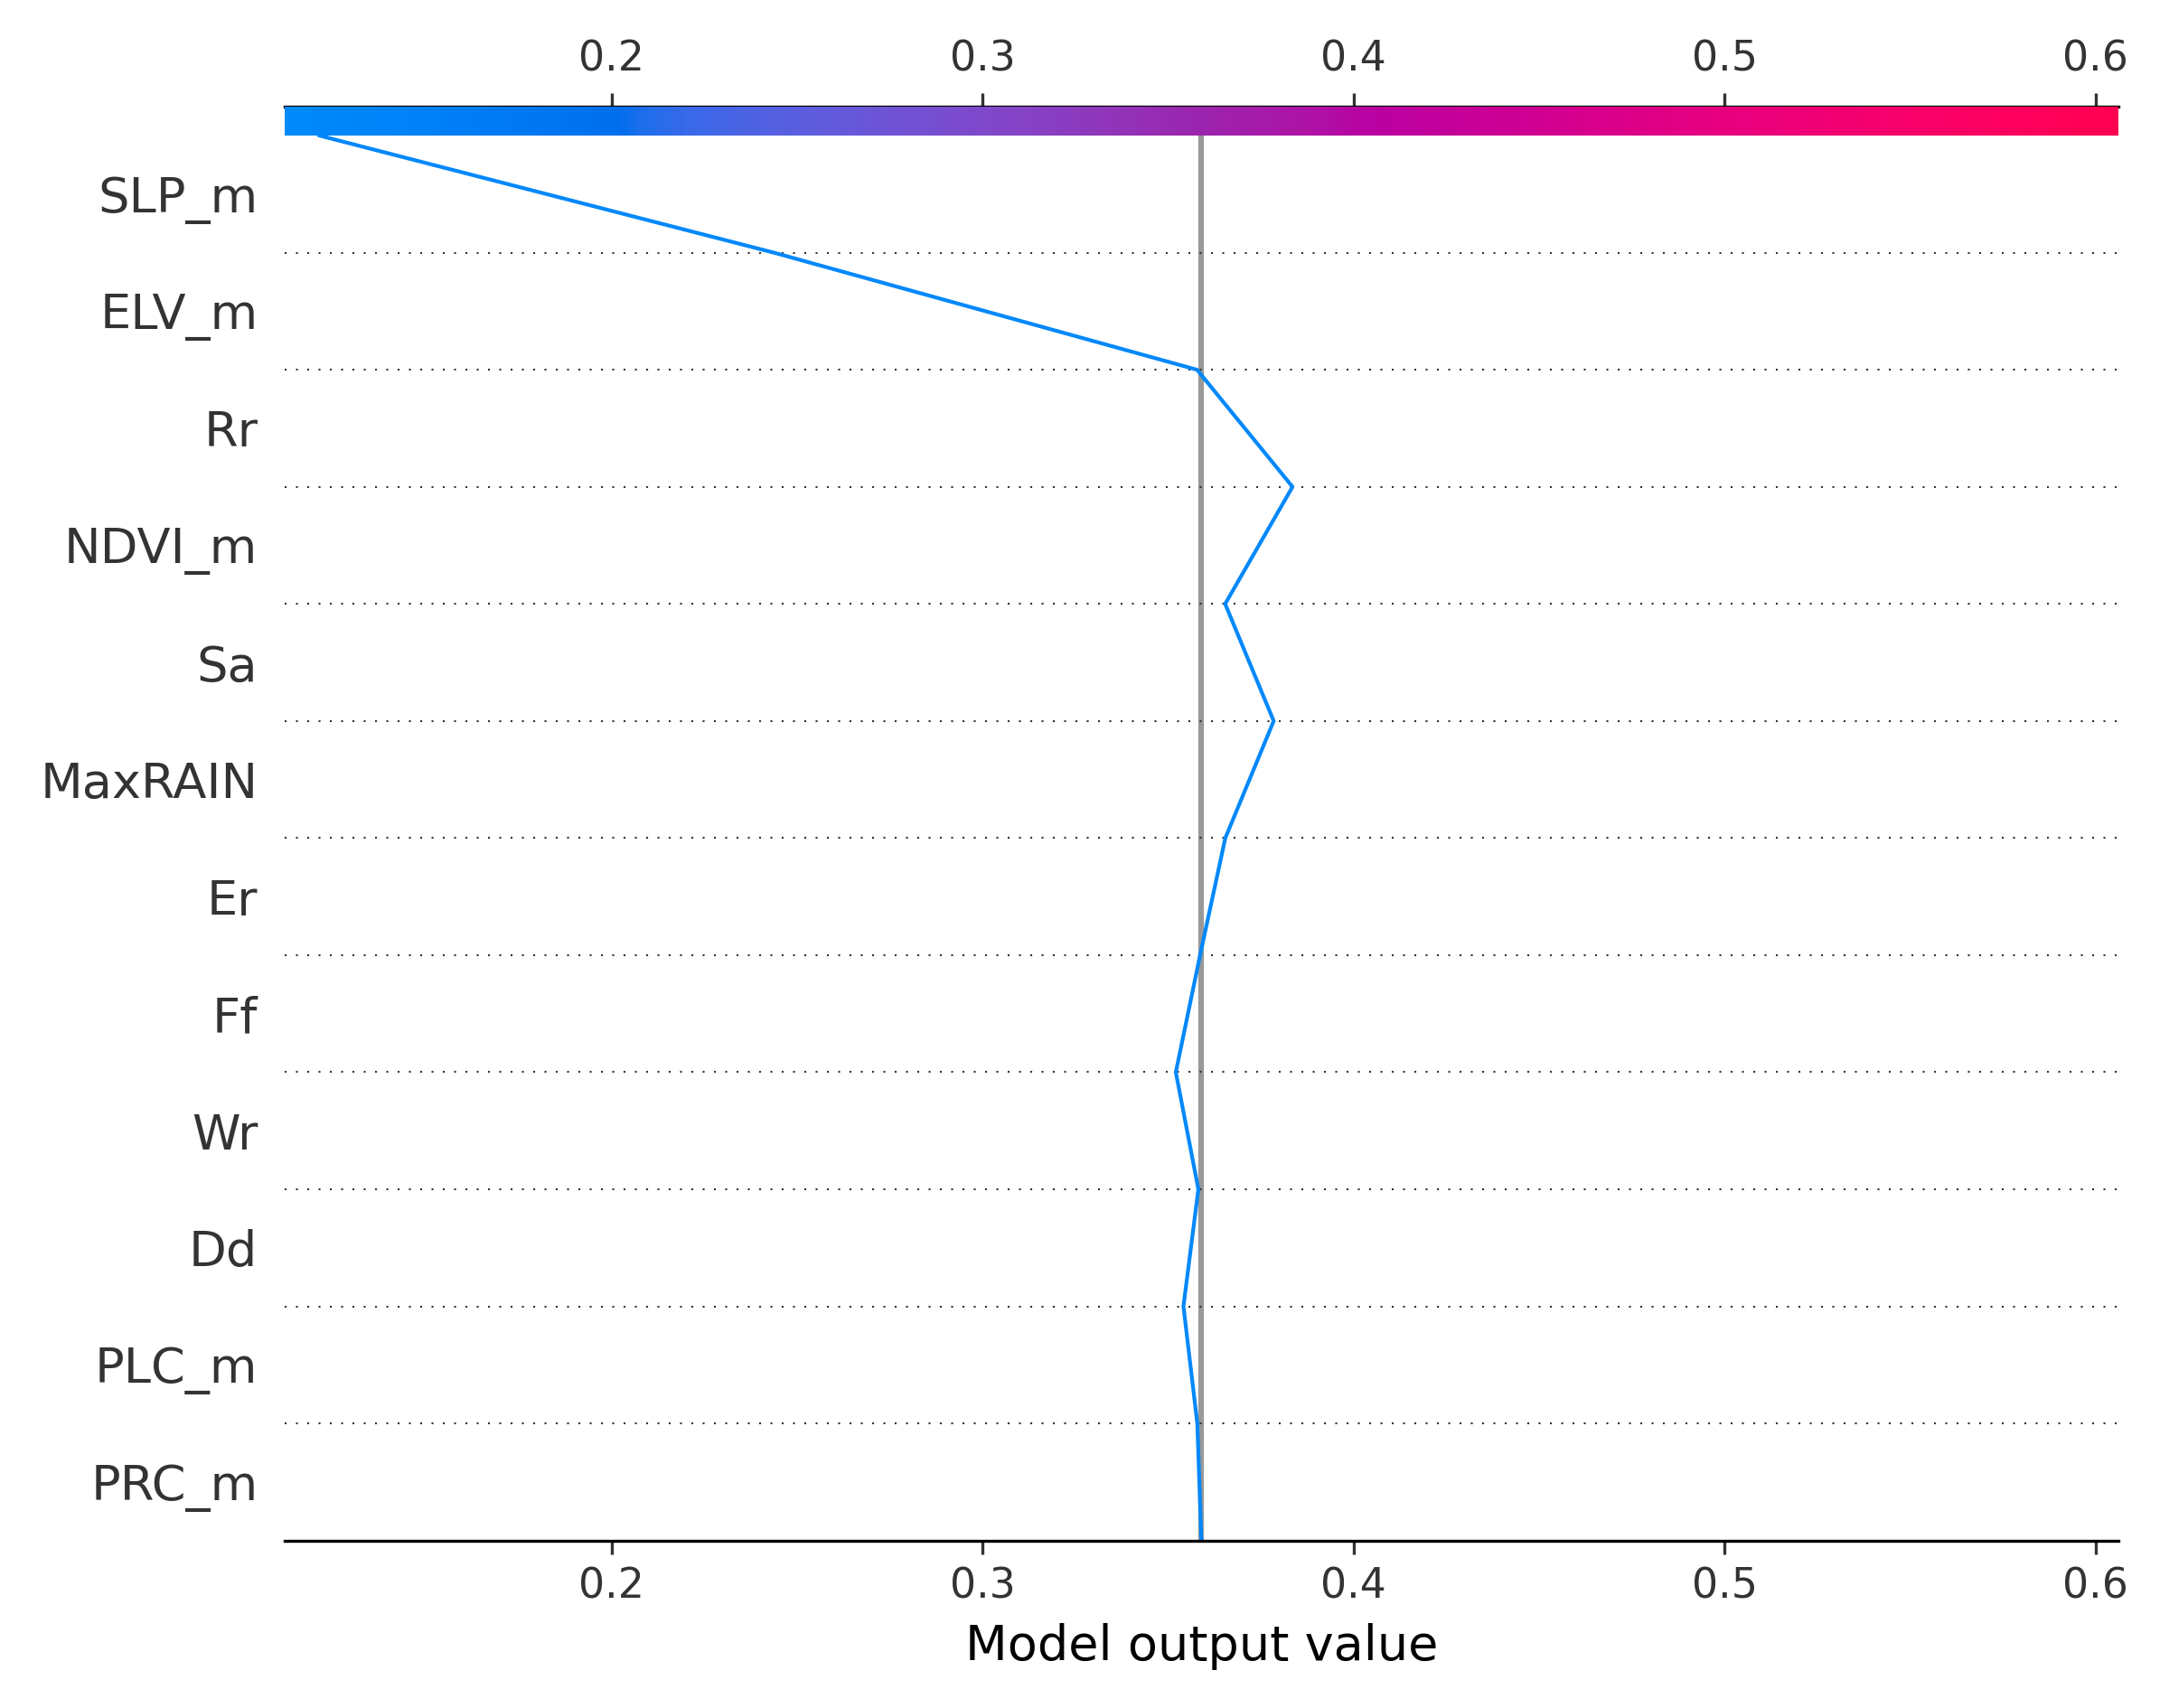 0.2 0.3 0.4 0.5 0.6
SLP_m
ELV_m
Rr
NDVI_m
Sa
MaxRAIN
Er
Ff
Wr
Dd
PLC_m
PRC_m
0.2 0.3 0.4 0.5 0.6
Model output value